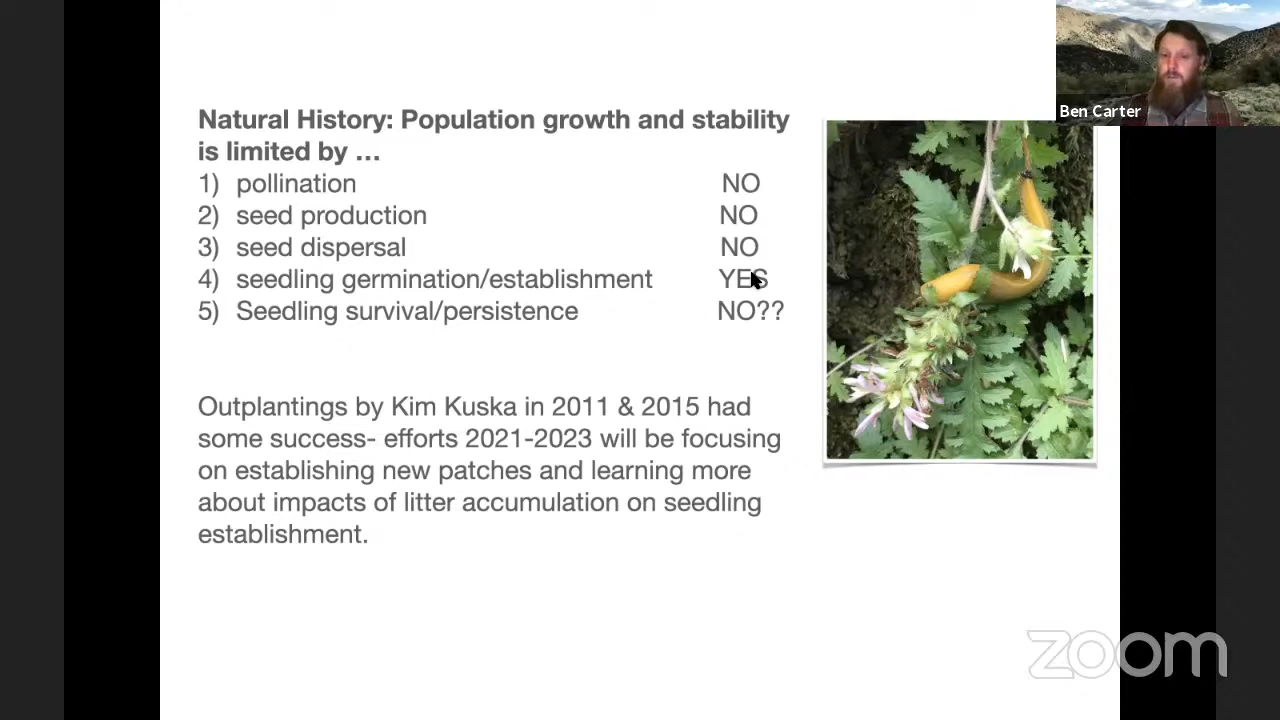 Ben Carter
Natural History: Population growth and stability
is limited by ...
1) pollination NO
2) seed production NO
3) seed dispersal NO
4) seedling germination/establishment YES
5) Seedling survival/persistence NO??
Outplantings by Kim Kuska in 2011 & 2015 had
some success- efforts 2021-2023 will be focusing
on establishing new patches and learning more
about impacts of litter accumulation on seedling
establishment.
zoom